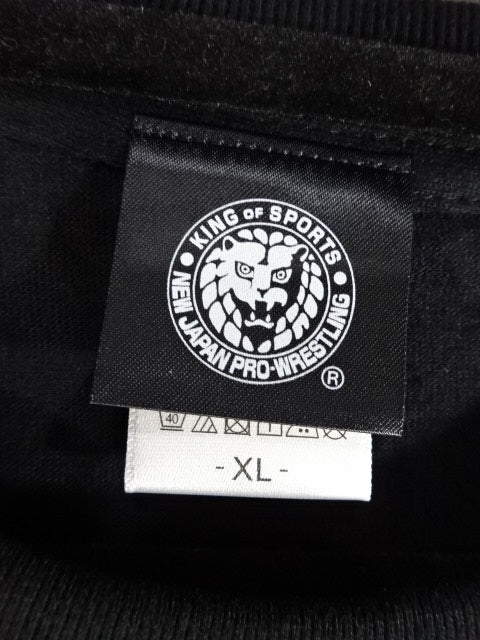 KING OF SPORTS
NEW JAPAN PRO-WRESTLING
®
40
- XL -